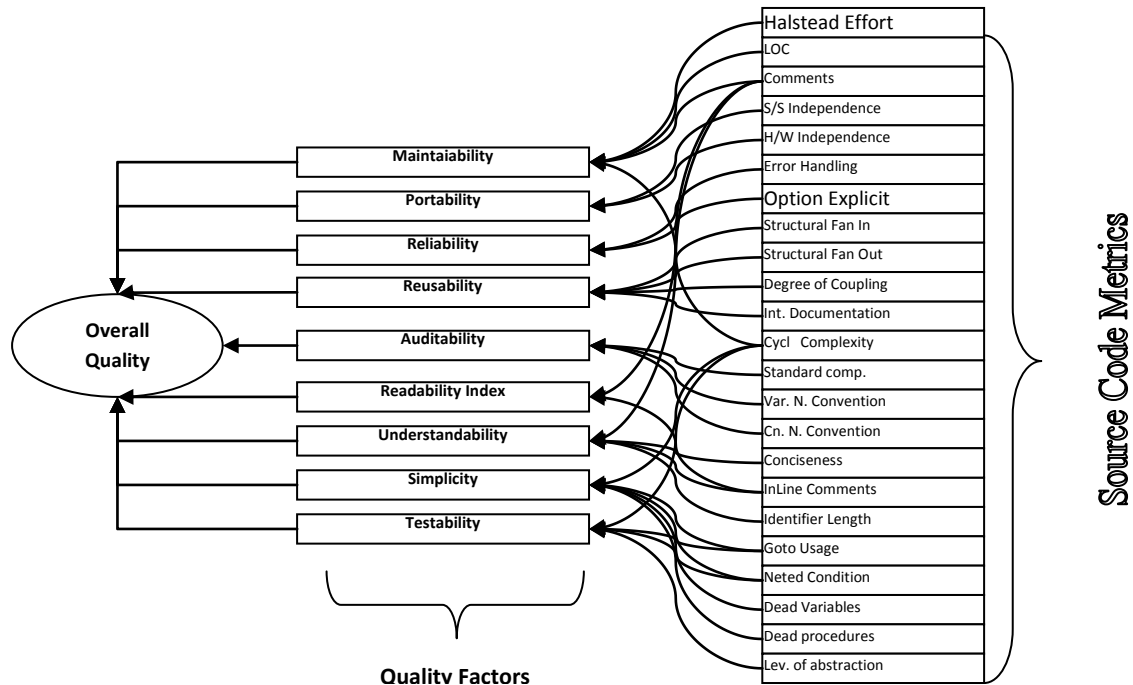 Halstead Effort
LOC
Comments
S/S Independence
H/W Independence
Error Handling
Option Explicit
Structural Fan In
Structural Fan Out
Degree of Coupling
Int. Documentation
Cycl Complexity
Standard comp.
Var. N. Convention
Cn. N. Convention
Conciseness
InLine Comments
Identifier Length
Goto Usage
Neted Condition
Dead Variables
Dead procedures
Lev. of abstraction
Maintaiability
Portability
Reliability
Reusability
Auditability
Readability Index
Understandability
Simplicity
Testability
Overall
Quality
Quality Factors
Source Code Metrics